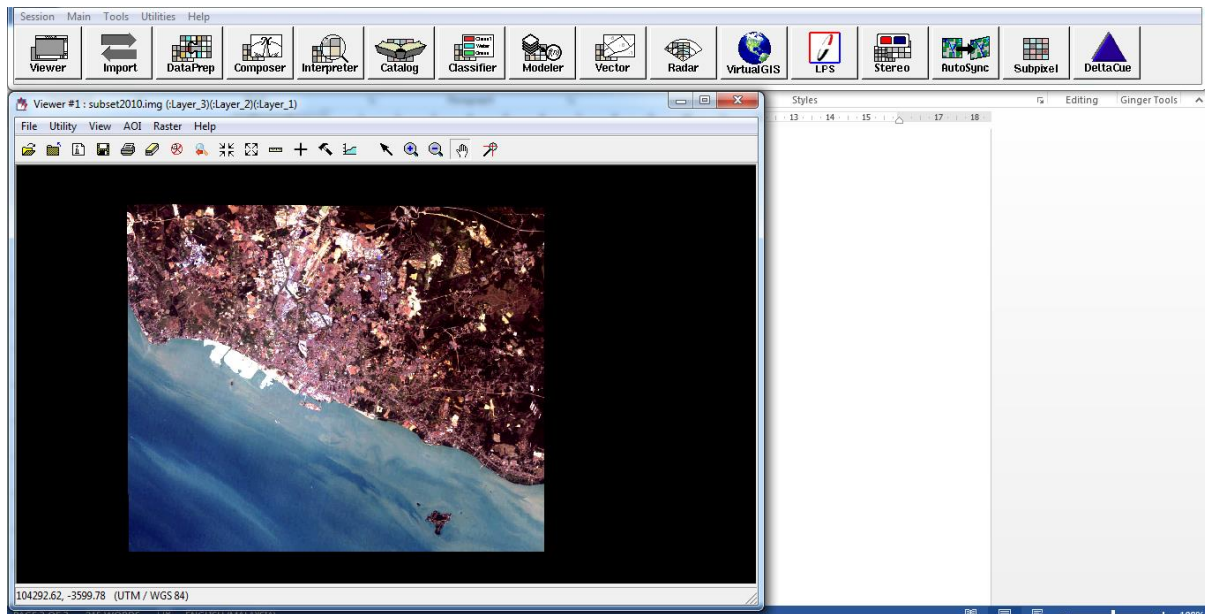 Session Main Tools Utilities Help
Viewer Import DataPrep Composer Interpreter Catalog Classifier Modeler Vector Radar VirtualGIS LPS Stereo AutoSync Subpixel DeltaCue
Viewer #1 : subset2010.img (:Layer_3)(:Layer_2)(:Layer_1)
Styles Editing Ginger Tools
File Utility View AOI Raster Help
13 14 15 17 18
104292.62, -3599.78 (UTM / WGS 84)